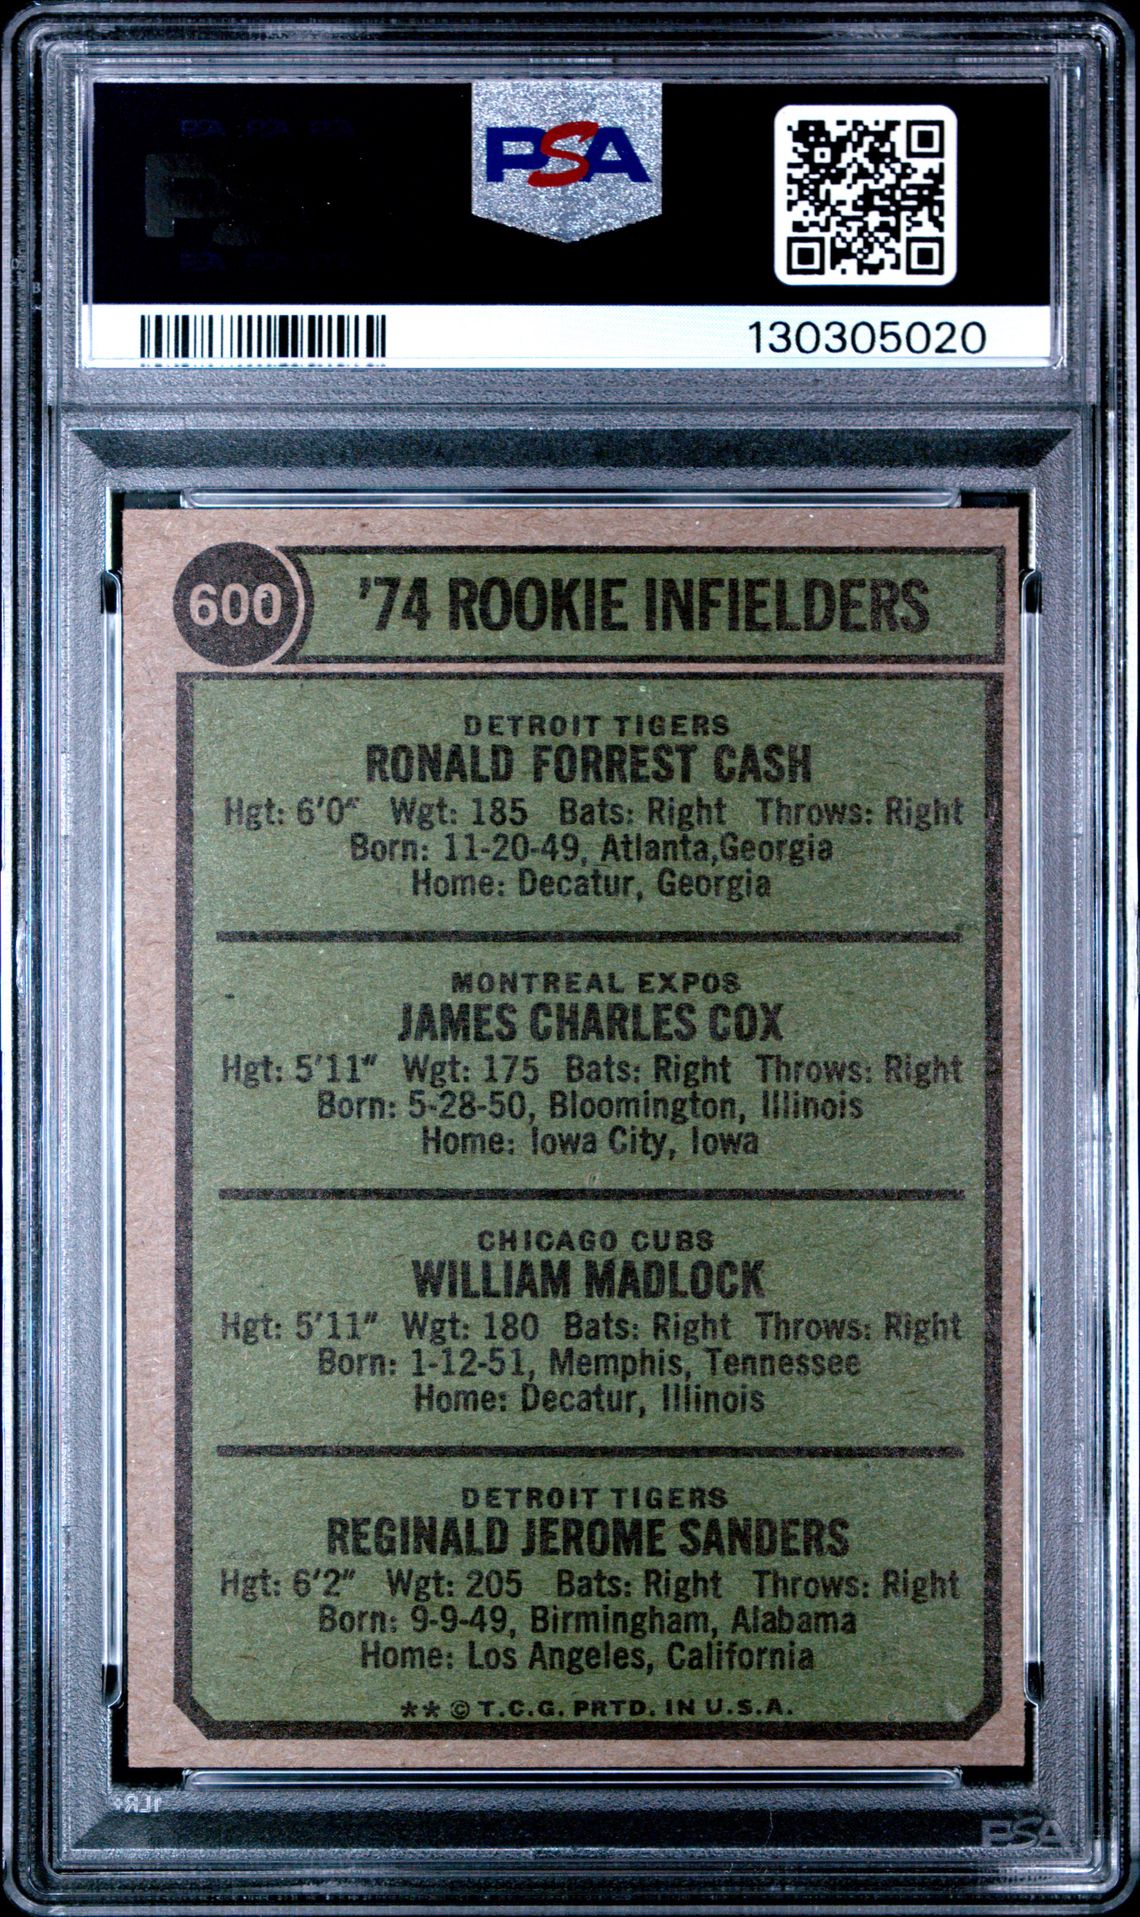 PSA
130305020
600 '74 ROOKIE INFIELDERS
DETROIT TIGERS
RONALD FORREST CASH
Hgt: 6'0" Wgt: 185 Bats: Right Throws: Right
Born: 11-20-49, Atlanta,Georgia
Home: Decatur, Georgia
MONTREAL EXPOS
JAMES CHARLES COX
Hgt: 5'11" Wgt: 175 Bats: Right Throws: Right
Born: 5-28-50, Bloomington, Illinois
Home: Iowa City, Iowa
CHICAGO CUBS
WILLIAM MADLOCK
Hgt: 5'11" Wgt: 180 Bats: Right Throws: Right
Born: 1-12-51, Memphis, Tennessee
Home: Decatur, Illinois
DETROIT TIGERS
REGINALD JEROME SANDERS
Hgt: 6'2" Wgt: 205 Bats: Right Throws: Right
Born: 9-9-49, Birmingham, Alabama
Home: Los Angeles, California
** © T.C.G. PRTD. IN U.S.A.
PSA